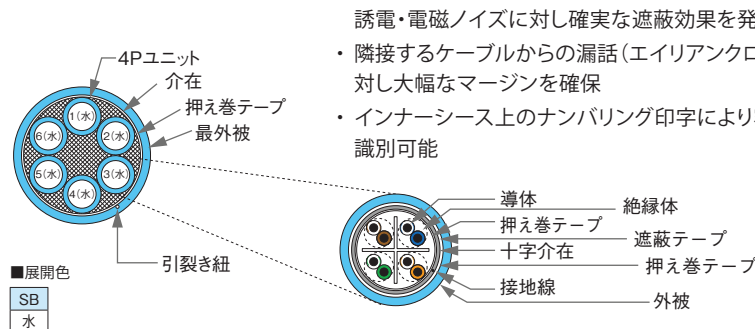 誘電・電磁ノイズに対し確実な遮蔽効果を発
・ 隣接するケーブルからの漏話(エイリアンクロ
対し大幅なマージンを確保
・ インナーシース上のナンバリング印字により
識別可能
4Pユニット
介在
押え巻テープ
最外被
1(水)
2(水)
3(水)
4(水)
5(水)
6(水)
引裂き紐
導体
絶縁体
押え巻テープ
遮蔽テープ
十字介在
押え巻テープ
接地線
外被
■展開色
SB
水